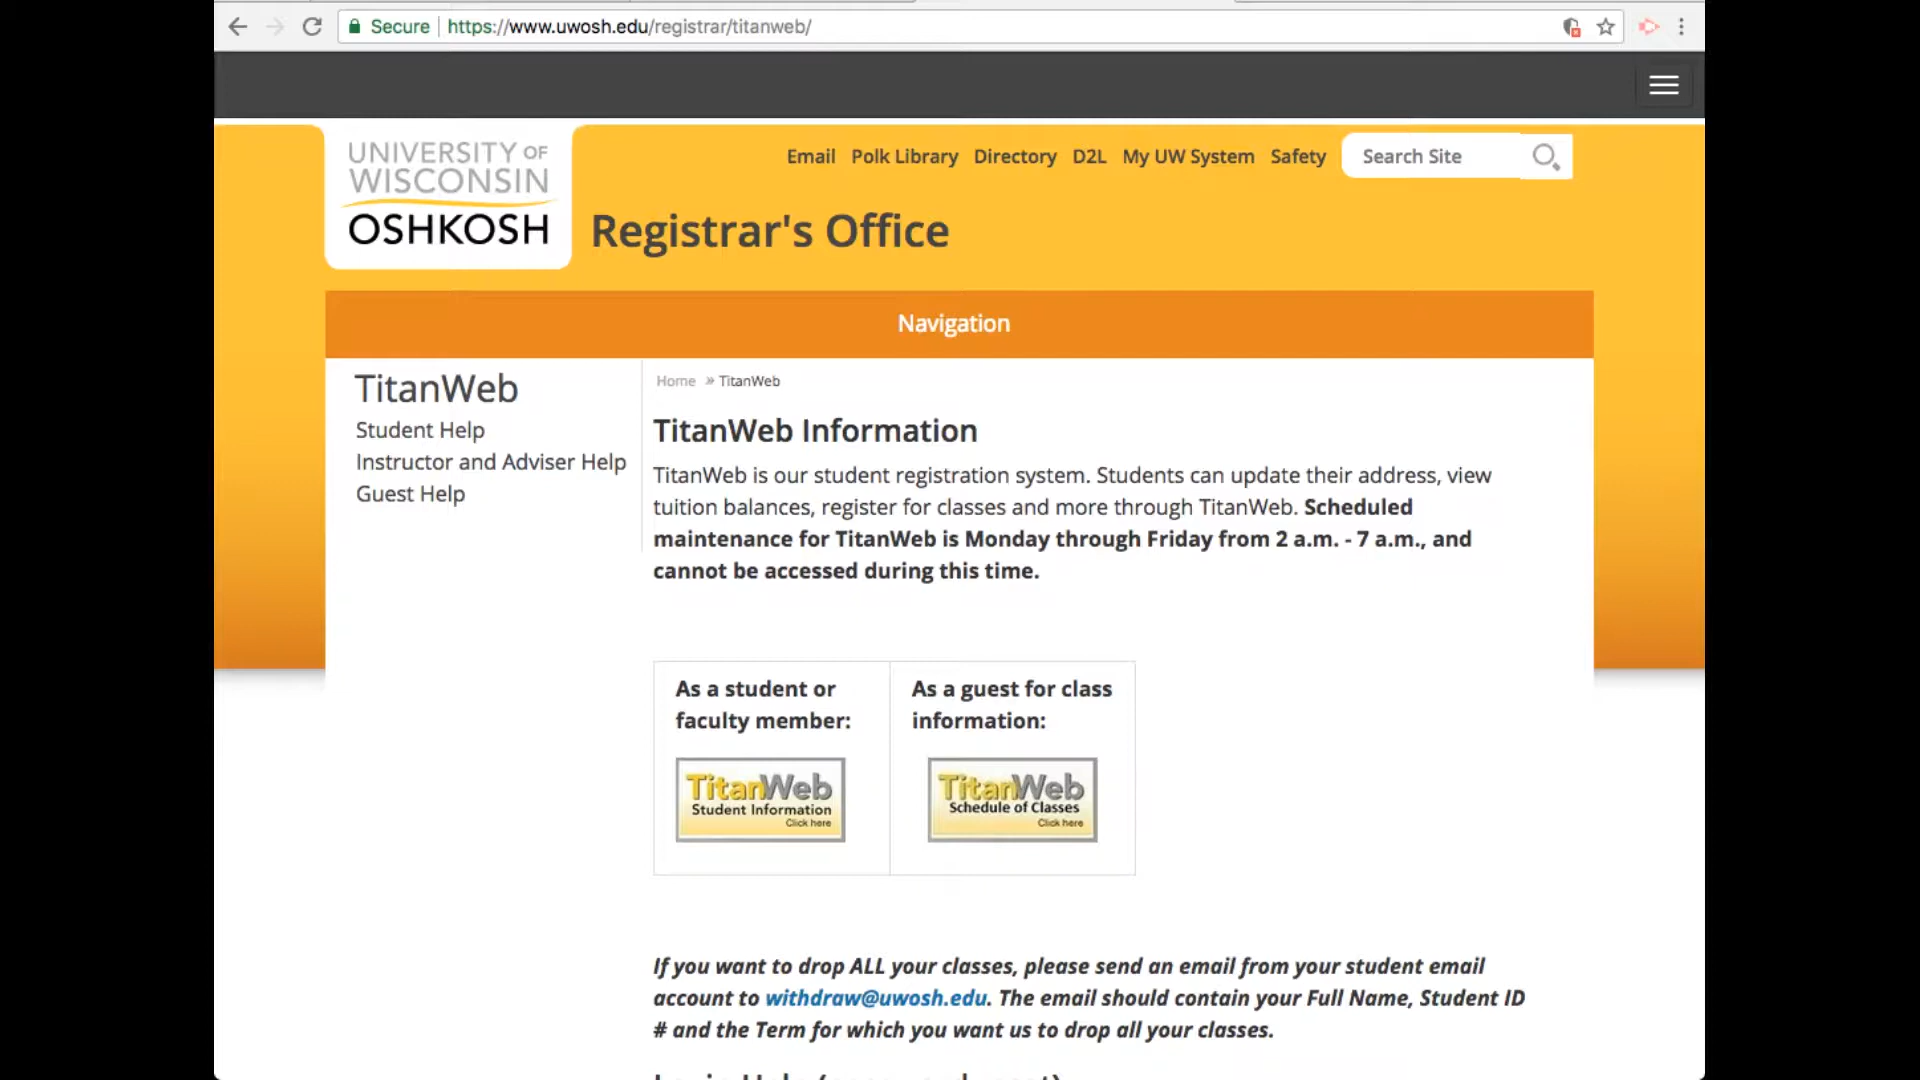 Secure https://www.uwosh.edu/registrar/titanweb/
UNIVERSITY OF
WISCONSIN
OSHKOSH
Email Polk Library Directory D2L My UW System Safety Search Site
Registrar's Office
Navigation
TitanWeb
Student Help
Instructor and Adviser Help
Guest Help
Home » TitanWeb
TitanWeb Information
TitanWeb is our student registration system. Students can update their address, view
tuition balances, register for classes and more through TitanWeb. Scheduled
maintenance for TitanWeb is Monday through Friday from 2 a.m. - 7 a.m., and
cannot be accessed during this time.
As a student or
faculty member:
TitanWeb
Student Information
Click here
As a guest for class
information:
TitanWeb
Schedule of Classes
Click here
If you want to drop ALL your classes, please send an email from your student email
account to withdraw@uwosh.edu. The email should contain your Full Name, Student ID
# and the Term for which you want us to drop all your classes.